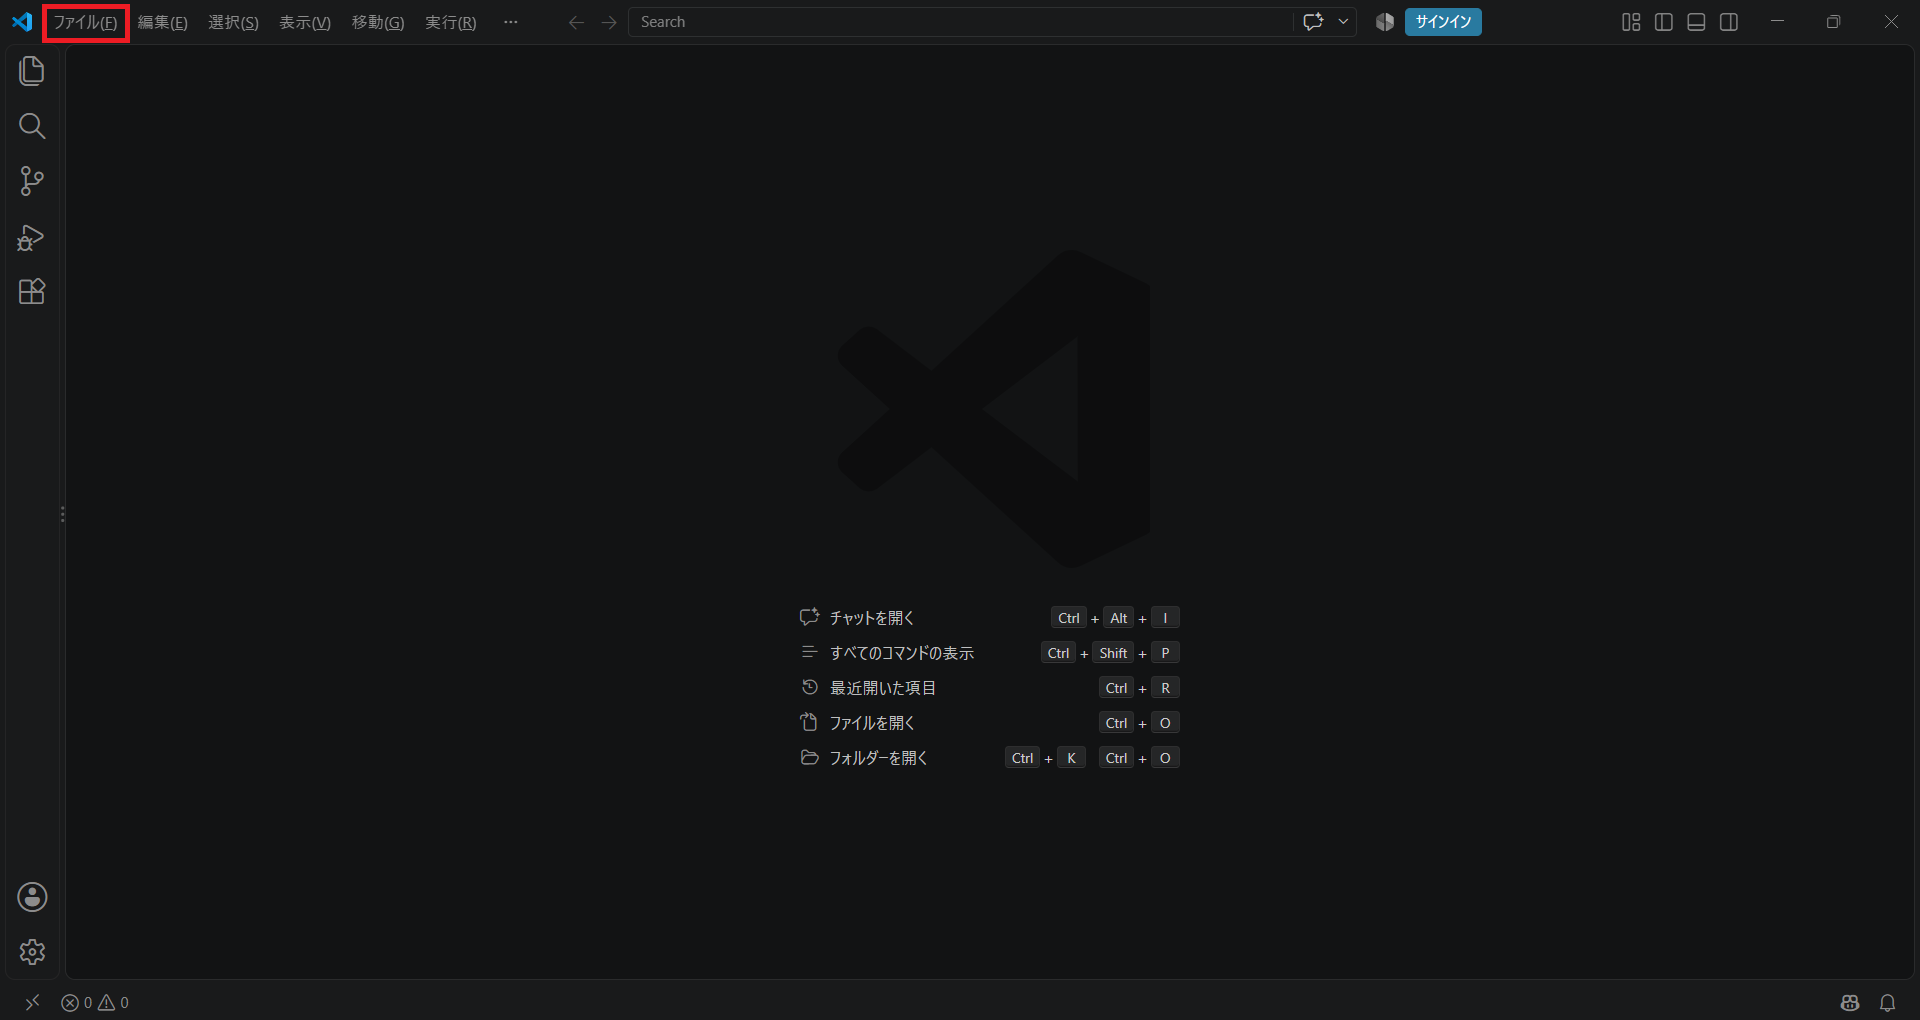 ファイル(F) 編集(E) 選択(S) 表示(V) 移動(G) 実行(R) ··· Search サインイン
チャットを開く Ctrl + Alt + I
すべてのコマンドの表示 Ctrl + Shift + P
最近開いた項目 Ctrl + R
ファイルを開く Ctrl + O
フォルダーを開く Ctrl + K Ctrl + O
0 0